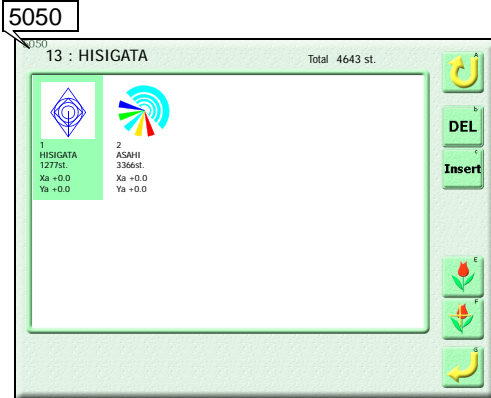 5050
5050
13 : HISIGATA Total 4643 st.
A
1
HISIGATA
1277st.
Xa +0.0
Ya +0.0
2
ASAHI
3366st.
Xa +0.0
Ya +0.0
b
DEL
c
Insert
E
F
G